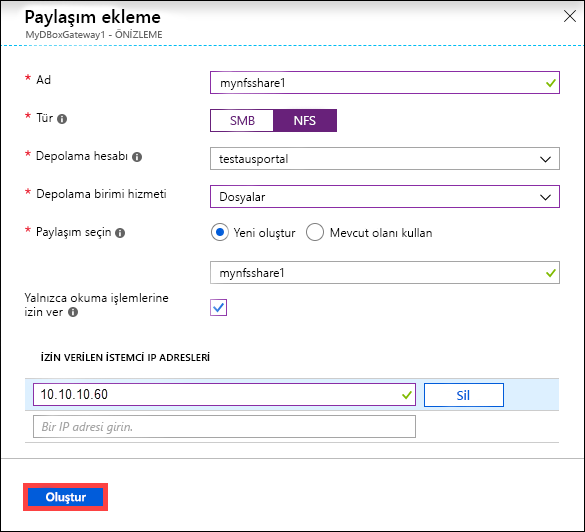 Paylaşım ekleme
MyDBoxGateway1 - ÖNİZLEME
* Ad
mynfsshare1
* Tür
SMB NFS
* Depolama hesabı
testausportal
* Depolama birimi hizmeti
Dosyalar
* Paylaşım seçin
Yeni oluştur Mevcut olanı kullan
mynfsshare1
Yalnızca okuma işlemlerine
izin ver
İZİN VERİLEN İSTEMCİ IP ADRESLERİ
10.10.10.60 Sil
Bir IP adresi girin.
Oluştur